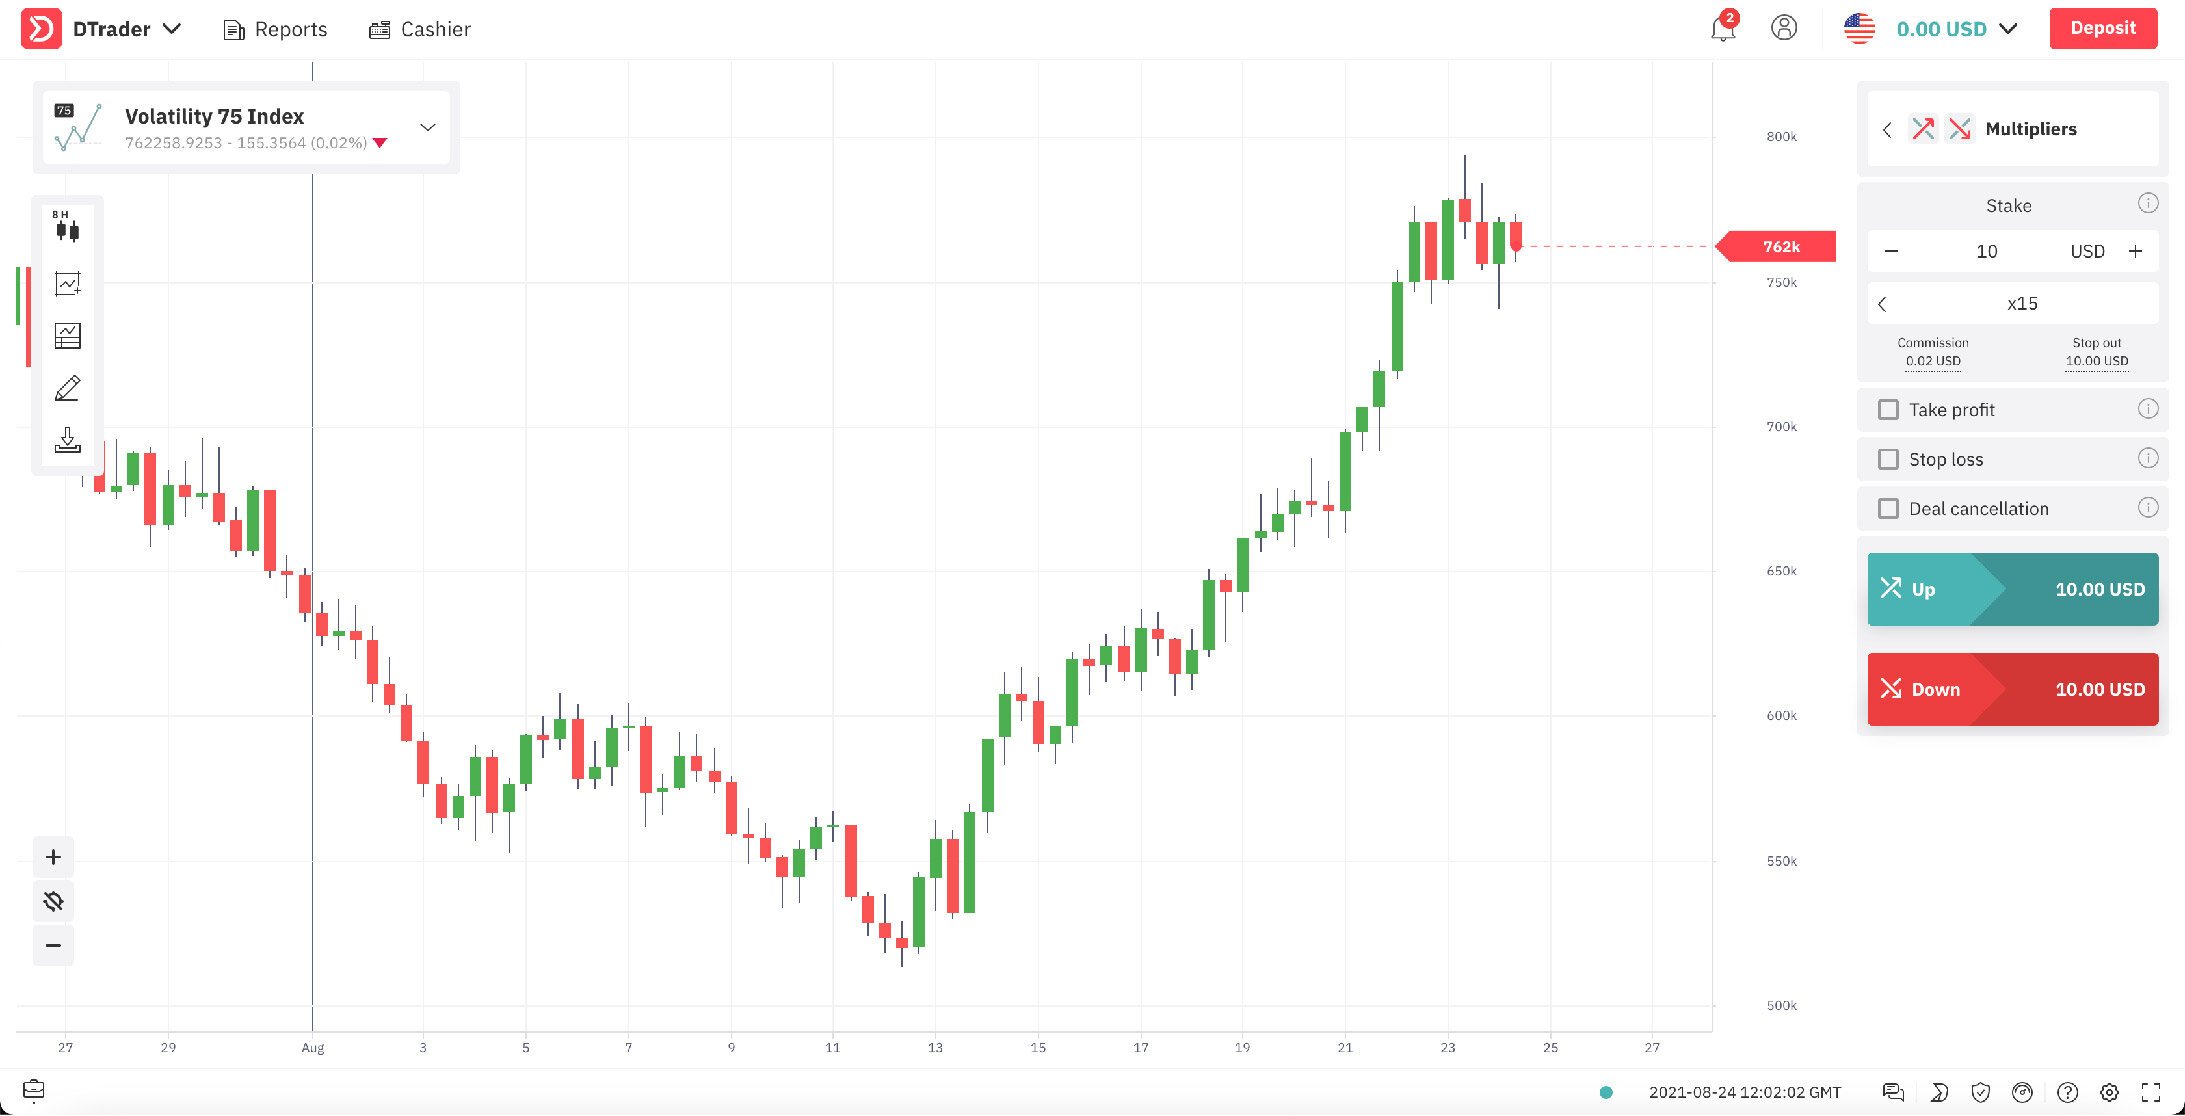 DTrader
Reports
Cashier
2
0.00 USD
Deposit
75
Volatility 75 Index
762258.9253 - 155.3564 (0.02%)
8 H
800k
762k
750k
700k
650k
600k
550k
500k
27 29 Aug 3 5 7 9 11 13 15 17 19 21 23 25 27
Multipliers
Stake
10 USD
x15
Commission Stop out
0.02 USD 10.00 USD
Take profit
Stop loss
Deal cancellation
Up 10.00 USD
Down 10.00 USD
2021-08-24 12:02:02 GMT